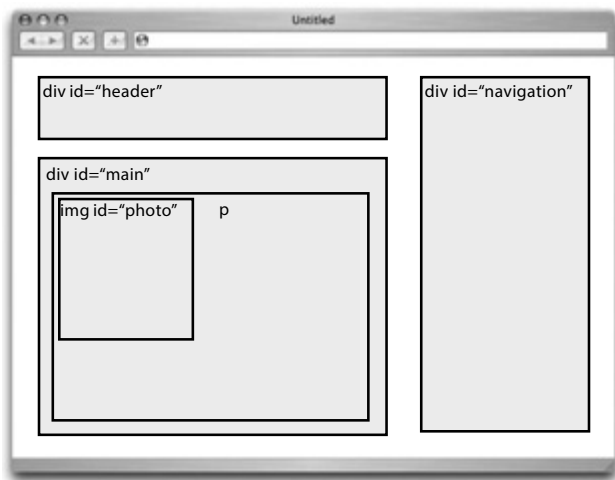 Untitled
div id=“header”
div id=“navigation”
div id=“main”
img id=“photo”
p